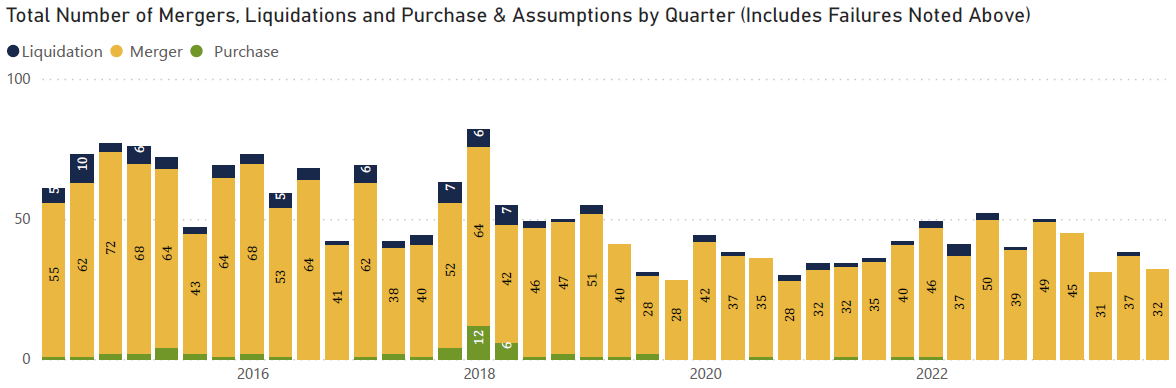 Total Number of Mergers, Liquidations and Purchase & Assumptions by Quarter (Includes Failures Noted Above)
Liquidation Merger Purchase
100
50
0
5 10 6 5 6 7 6 7
55 62 72 68 64 43 64 68 53 64 41 62 38 40 52 64 42 46 47 51 40 28 28 42 37 35 28 32 32 35 40 46 37 50 39 49 45 31 37 32
12 6
2016 2018 2020 2022